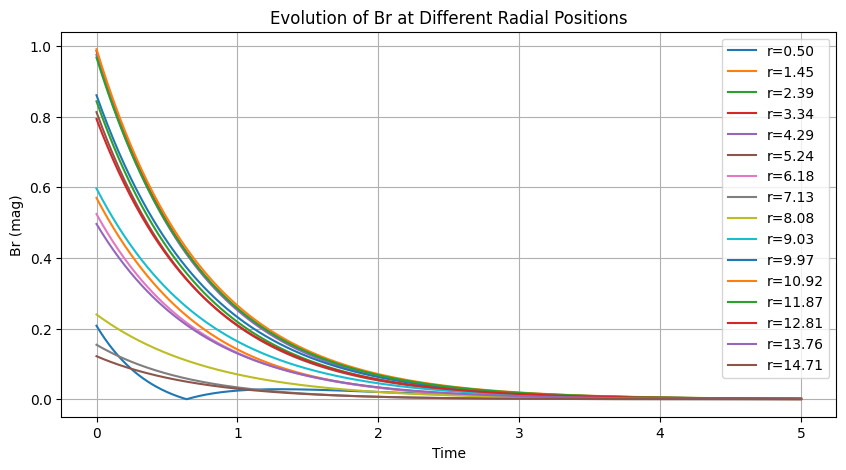 Evolution of Br at Different Radial Positions
Br (mag)
1.0
0.8
0.6
0.4
0.2
0.0
0
1
2
3
4
5
Time
r=0.50
r=1.45
r=2.39
r=3.34
r=4.29
r=5.24
r=6.18
r=7.13
r=8.08
r=9.03
r=9.97
r=10.92
r=11.87
r=12.81
r=13.76
r=14.71